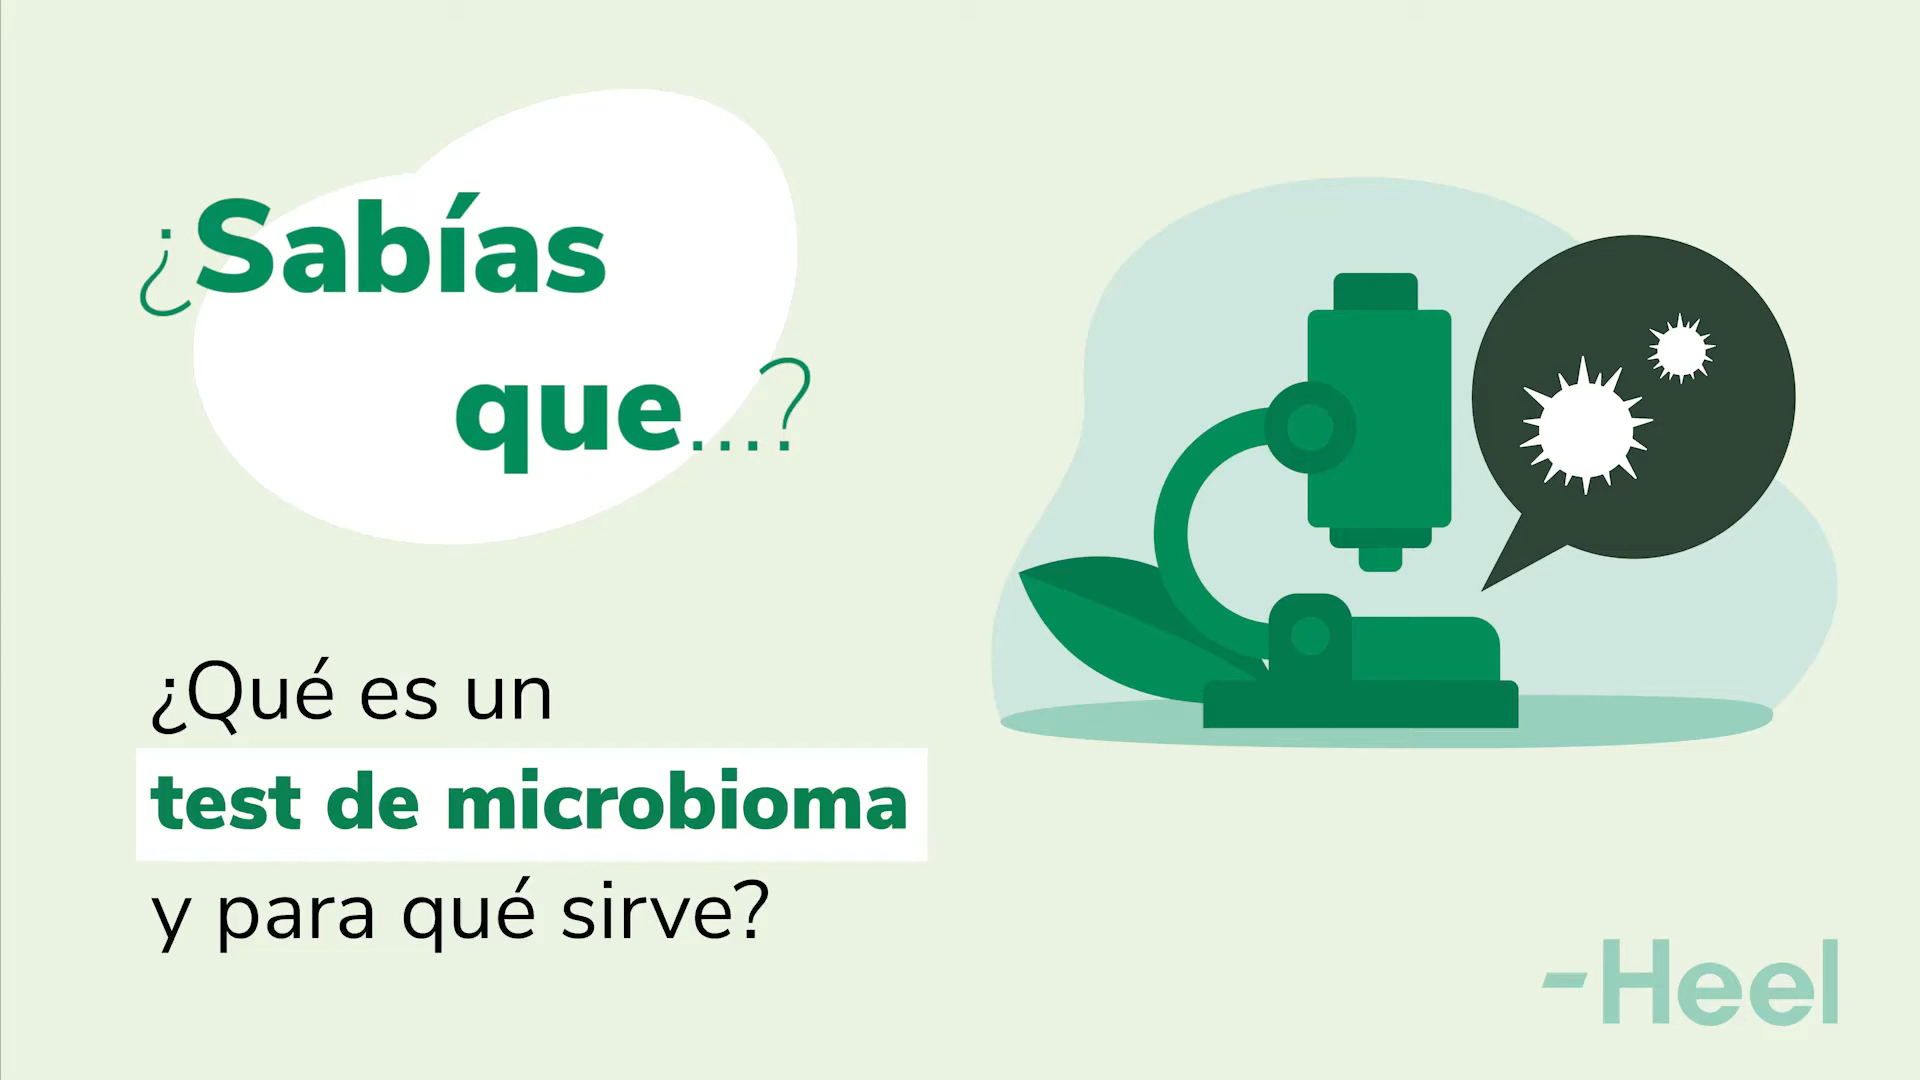 ¿Sabías
que...?
¿Qué es un
test de microbioma
y para qué sirve?
-Heel